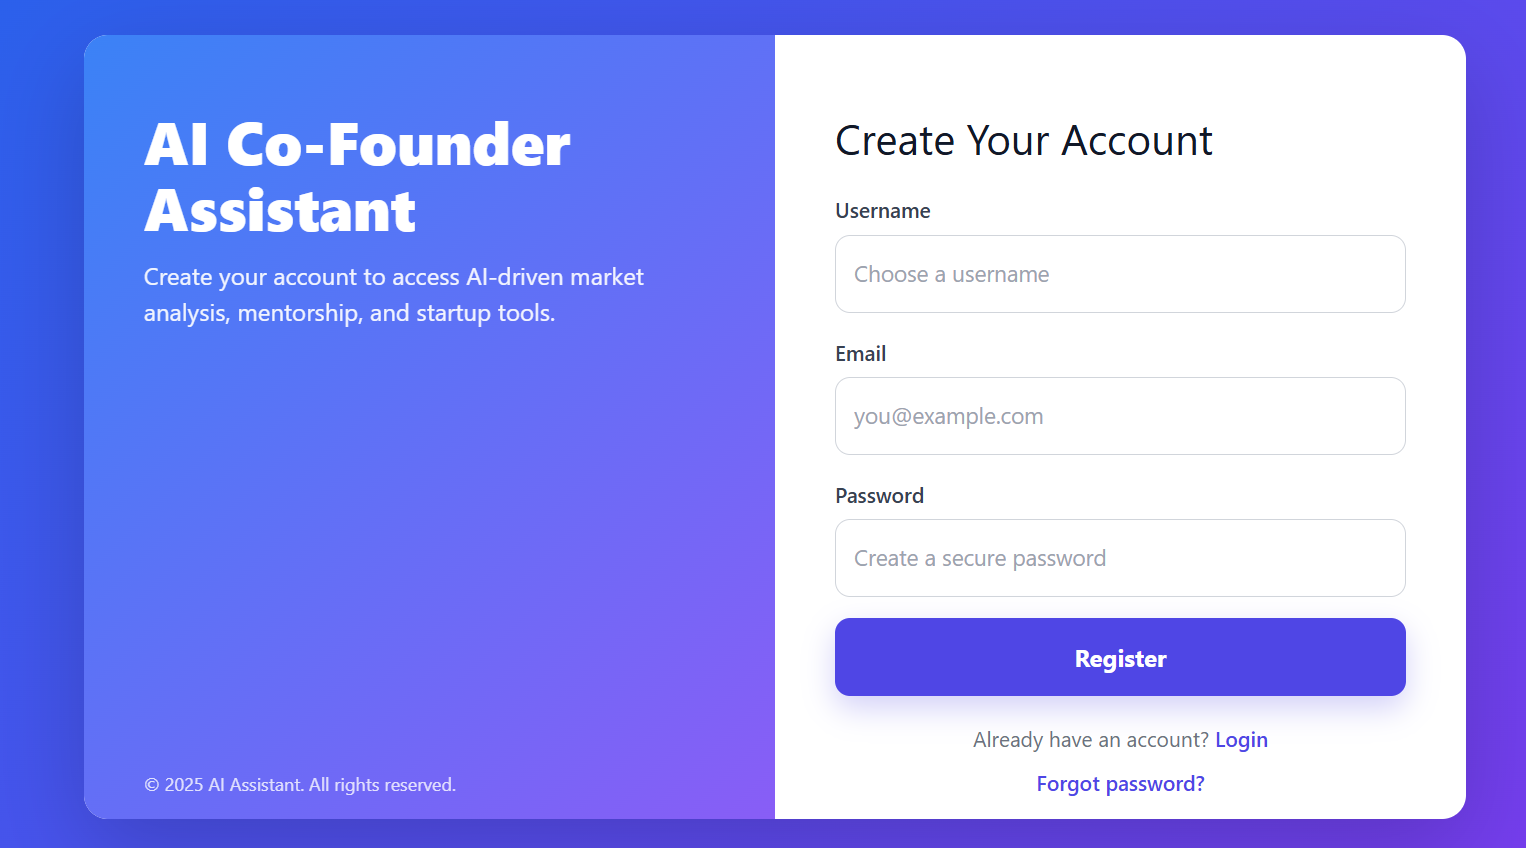 AI Co-Founder
Assistant
Create your account to access AI-driven market
analysis, mentorship, and startup tools.
© 2025 AI Assistant. All rights reserved.
Create Your Account
Username
Choose a username
Email
you@example.com
Password
Create a secure password
Register
Already have an account? Login
Forgot password?